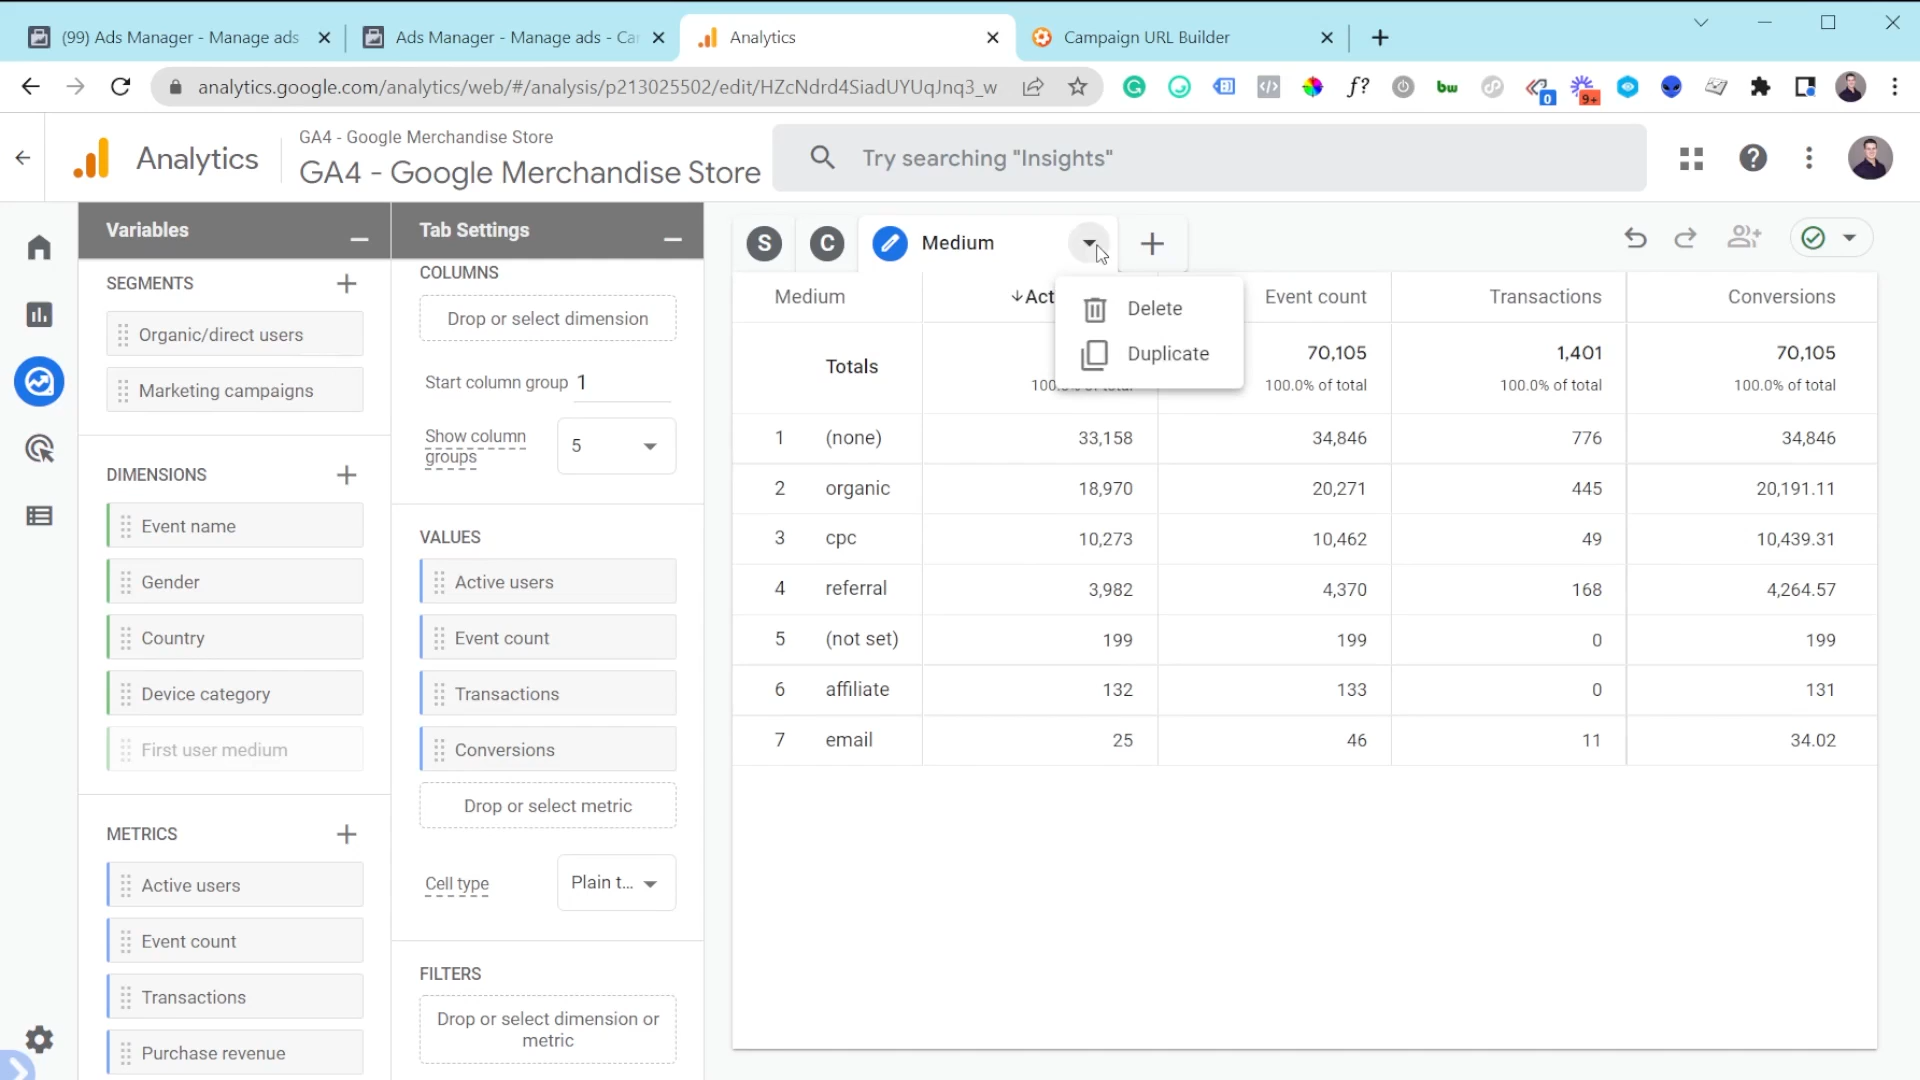 (99) Ads Manager - Manage ads
Ads Manager - Manage ads - Car
Analytics
Campaign URL Builder
analytics.google.com/analytics/web/#/analysis/p213025502/edit/HZcNdrd4SiadUYUqJnq3_w
f?
bw
0
9+
Analytics
GA4 - Google Merchandise Store
GA4 - Google Merchandise Store
Try searching "Insights"
Variables
SEGMENTS
Organic/direct users
Marketing campaigns
DIMENSIONS
Event name
Gender
Country
Device category
First user medium
METRICS
Active users
Event count
Transactions
Purchase revenue
Tab Settings
COLUMNS
Drop or select dimension
Start column group 1
Show column groups
5
VALUES
Active users
Event count
Transactions
Conversions
Drop or select metric
Cell type
Plain t...
FILTERS
Drop or select dimension or
metric
S
C
Medium
Delete
Duplicate
Medium ↓Act Event count Transactions Conversions
Totals 70,105 1,401 70,105
100.0% of total 100.0% of total 100.0% of total 100.0% of total
1 (none) 33,158 34,846 776 34,846
2 organic 18,970 20,271 445 20,191.11
3 cpc 10,273 10,462 49 10,439.31
4 referral 3,982 4,370 168 4,264.57
5 (not set) 199 199 0 199
6 affiliate 132 133 0 131
7 email 25 46 11 34.02